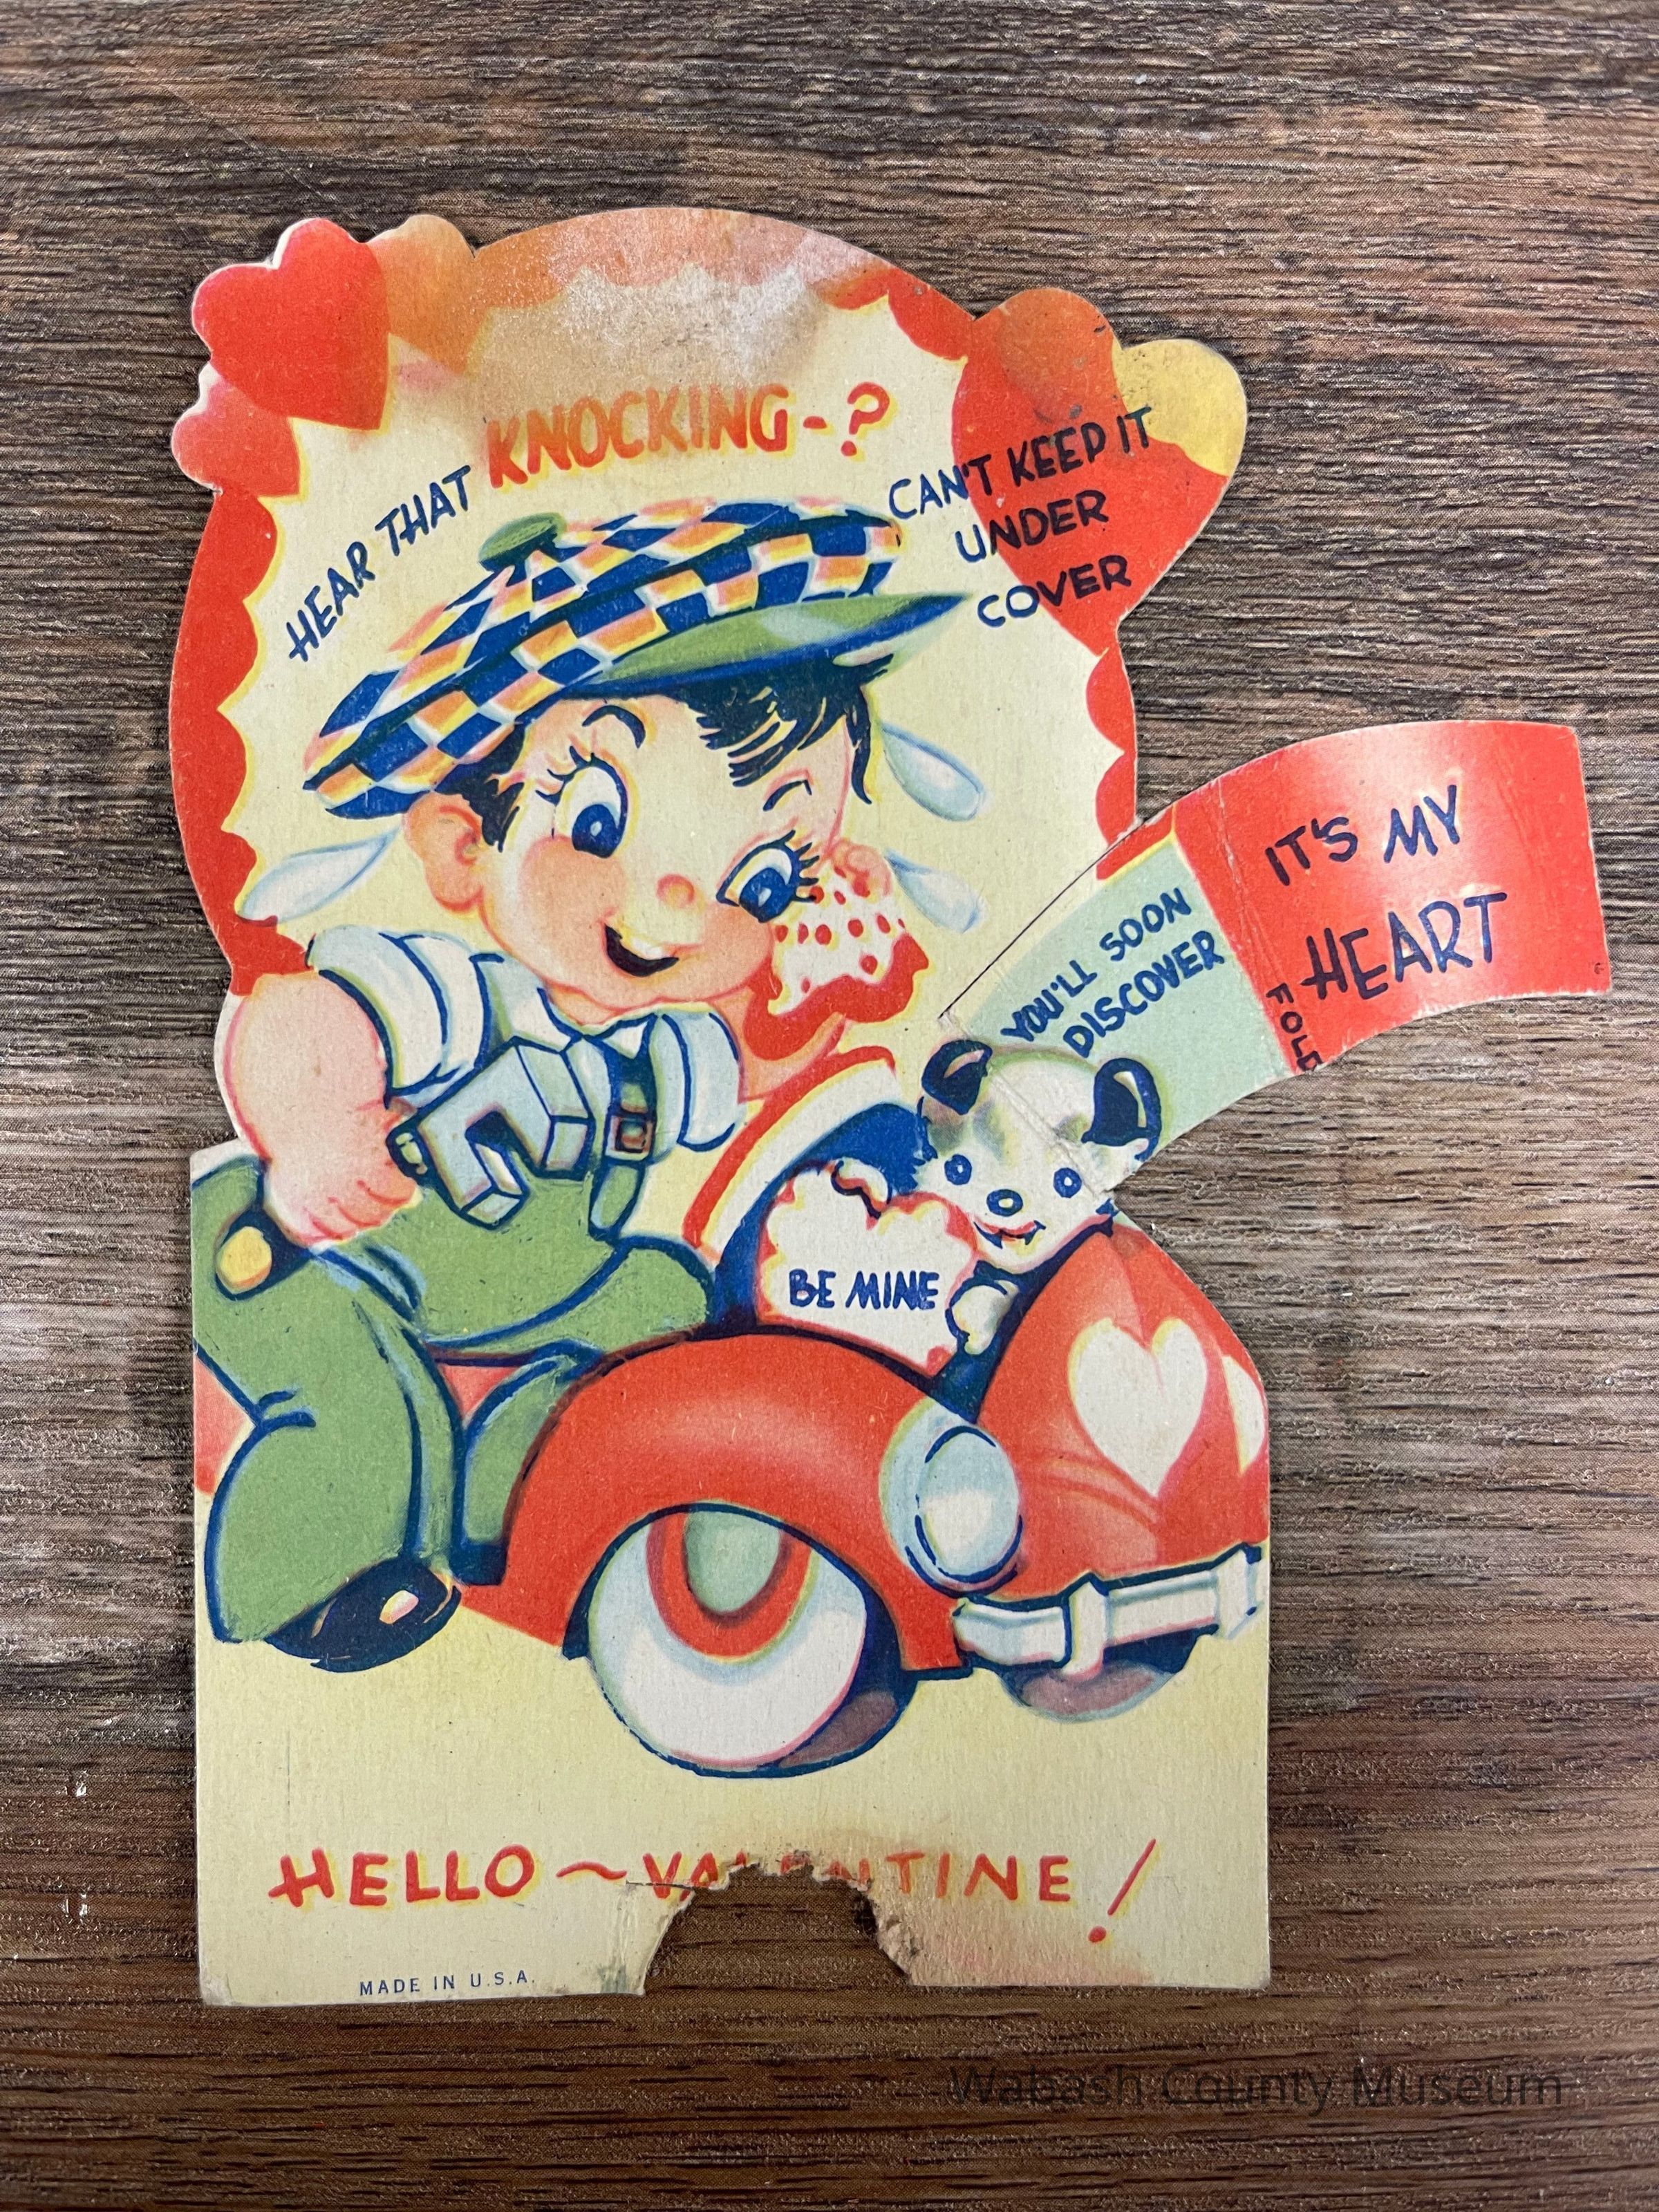 HEAR THAT KNOCKING-?
CAN'T KEEP IT
UNDER
COVER
YOU'LL SOON
DISCOVER
FOLD
IT'S MY
HEART
BE MINE
HELLO ~ VALENTINE!
MADE IN U.S.A.
Wabash County Museum